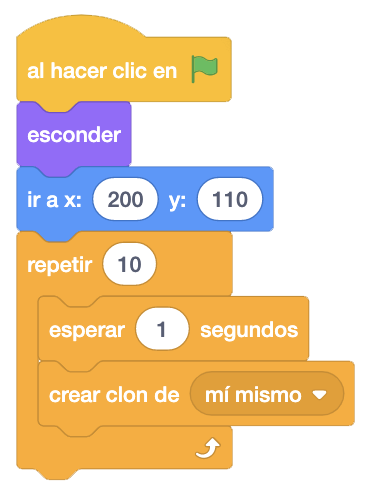 al hacer clic en
esconder
ir a x: 200 y: 110
repetir 10
esperar 1 segundos
crear clon de mí mismo